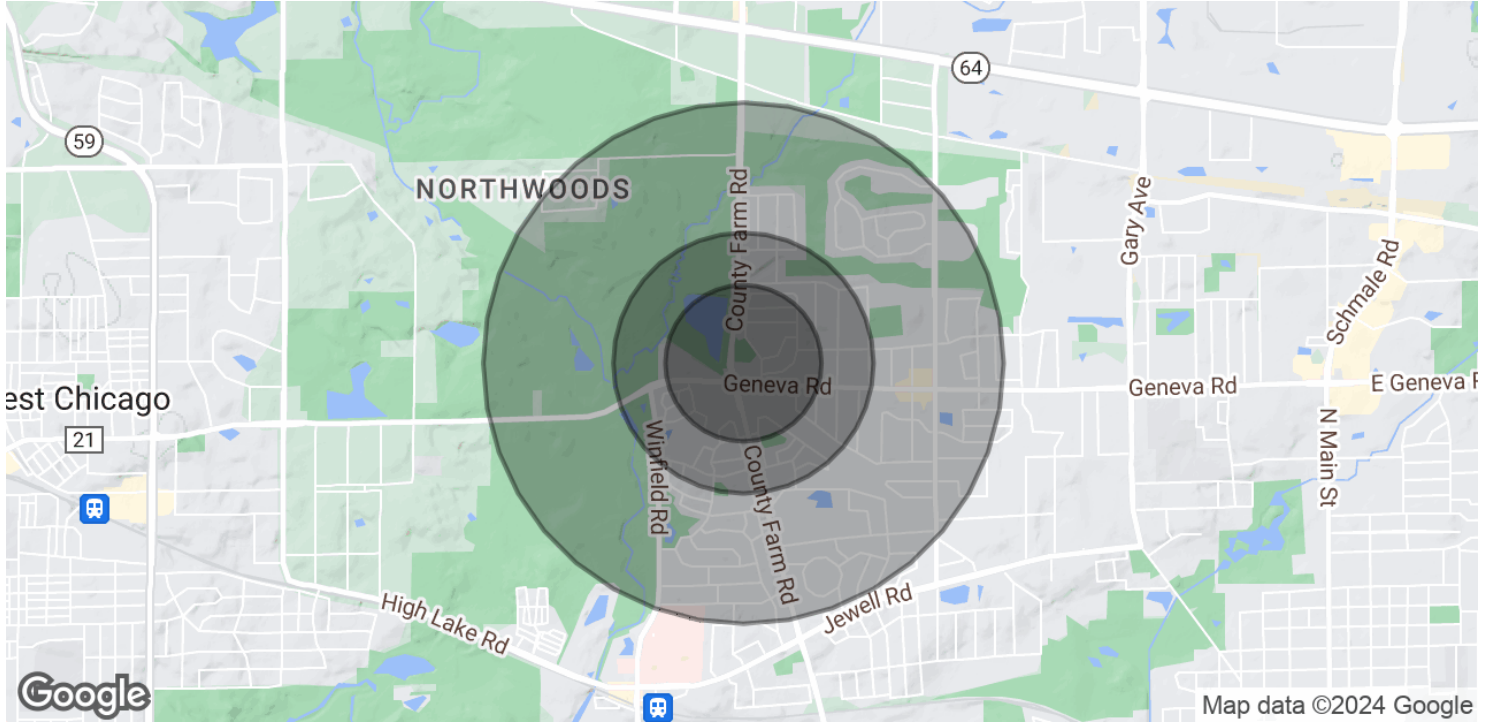 64
59
NORTHWOODS
County Farm Rd
Gary Ave
Schmale Rd
Geneva Rd
Geneva Rd
E Geneva R
est Chicago
21
Winfield Rd
County Farm Rd
N Main St
High Lake Rd
Jewell Rd
Google
Map data ©2024 Google